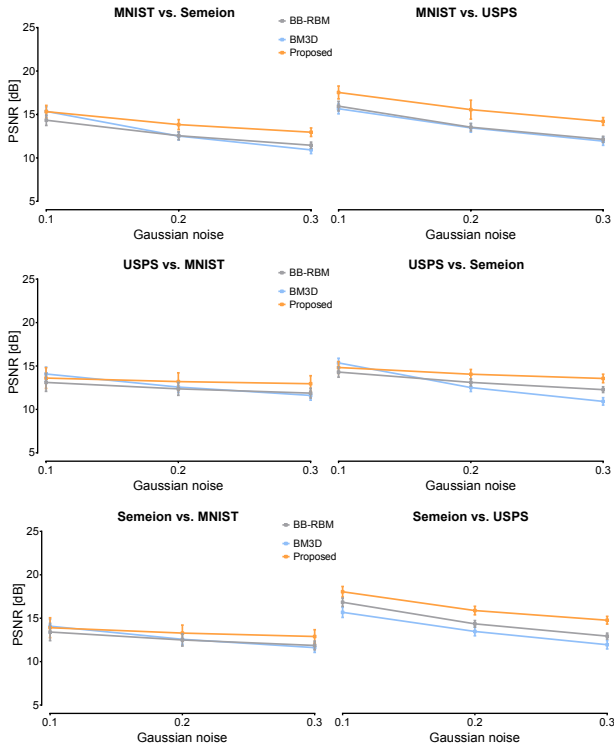 MNIST vs. Semeion
MNIST vs. USPS
BB-RBM
BM3D
Proposed
PSNR [dB]
25
20
15
10
5
0.1 0.2 0.3
0.1 0.2 0.3
Gaussian noise
Gaussian noise
USPS vs. MNIST
USPS vs. Semeion
BB-RBM
BM3D
Proposed
PSNR [dB]
25
20
15
10
5
0.1 0.2 0.3
0.1 0.2 0.3
Gaussian noise
Gaussian noise
Semeion vs. MNIST
Semeion vs. USPS
BB-RBM
BM3D
Proposed
PSNR [dB]
25
20
15
10
5
0.1 0.2 0.3
0.1 0.2 0.3
Gaussian noise
Gaussian noise